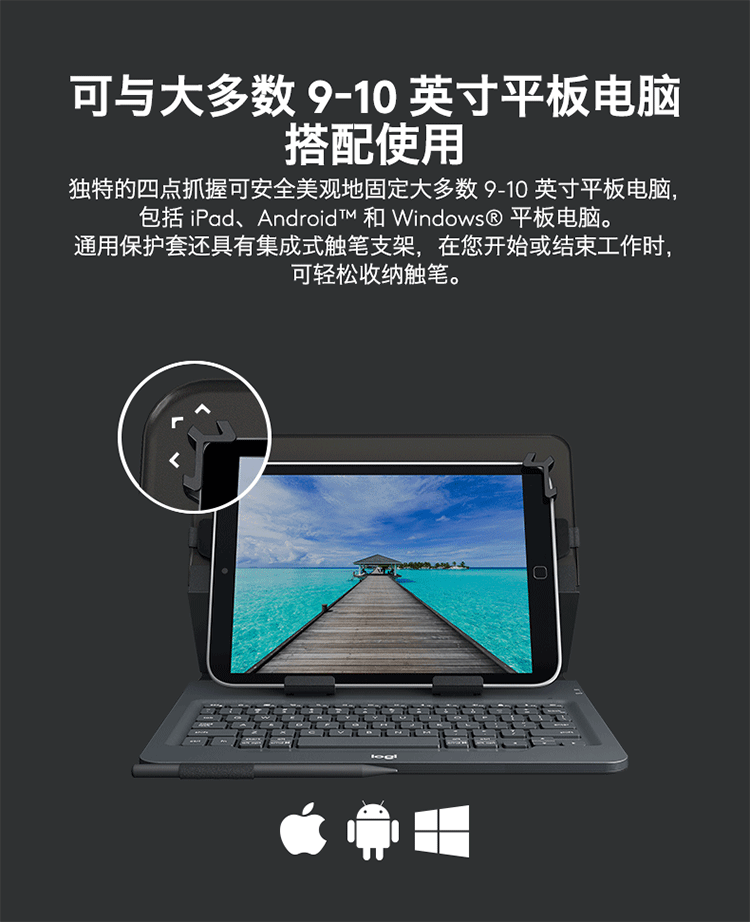 可与大多数 9-10 英寸平板电脑
搭配使用
独特的四点抓握可安全美观地固定大多数 9-10 英寸平板电脑，
包括 iPad、Android™ 和 Windows® 平板电脑。
通用保护套还具有集成式触笔支架，在您开始或结束工作时，
可轻松收纳触笔。
logi